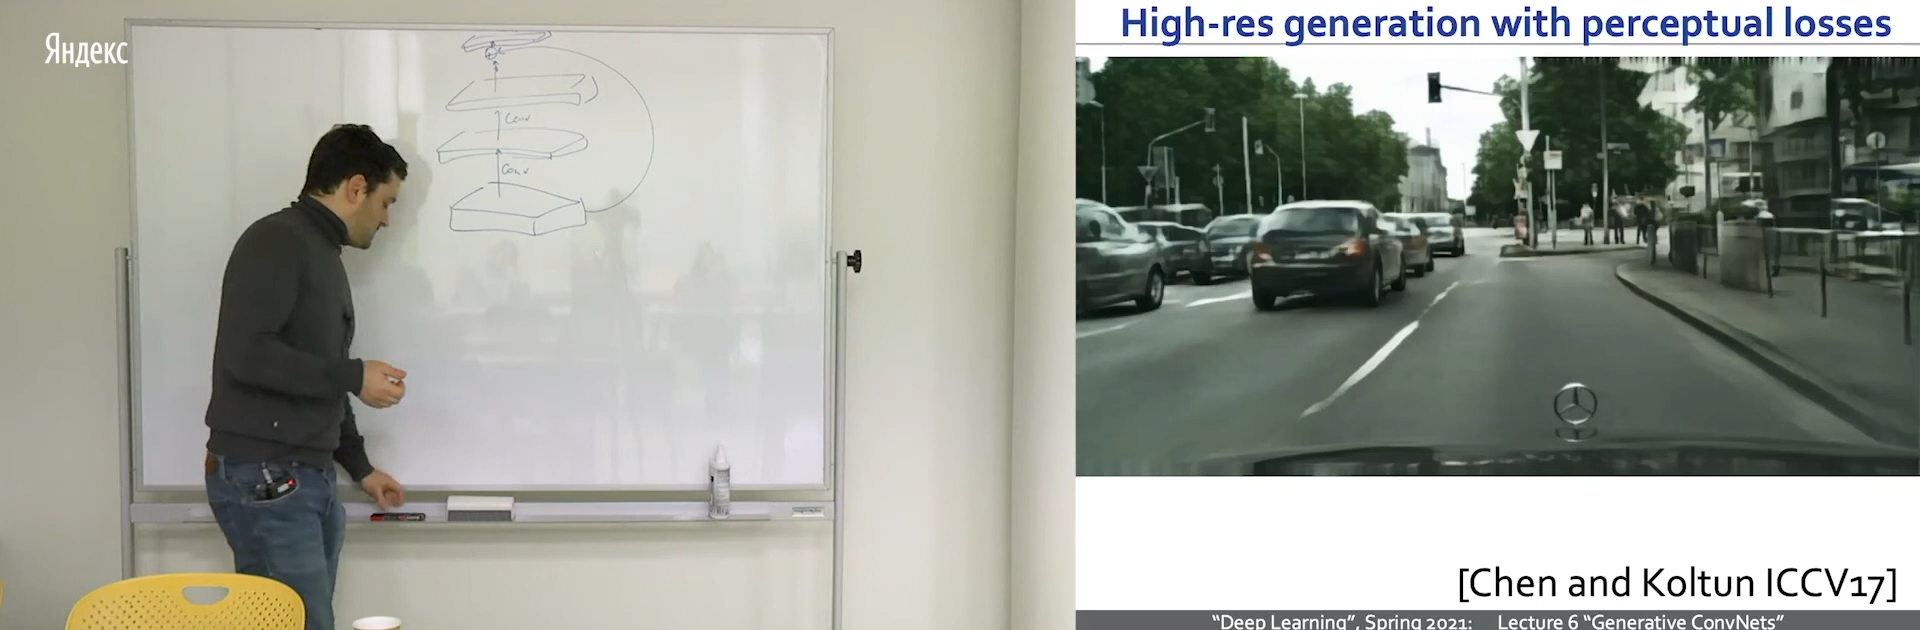 Яндекс
Conv
Conv
High-res generation with perceptual losses
[Chen and Koltun ICCV17]
“Deep Learning”, Spring 2021: Lecture 6 “Generative ConvNets”